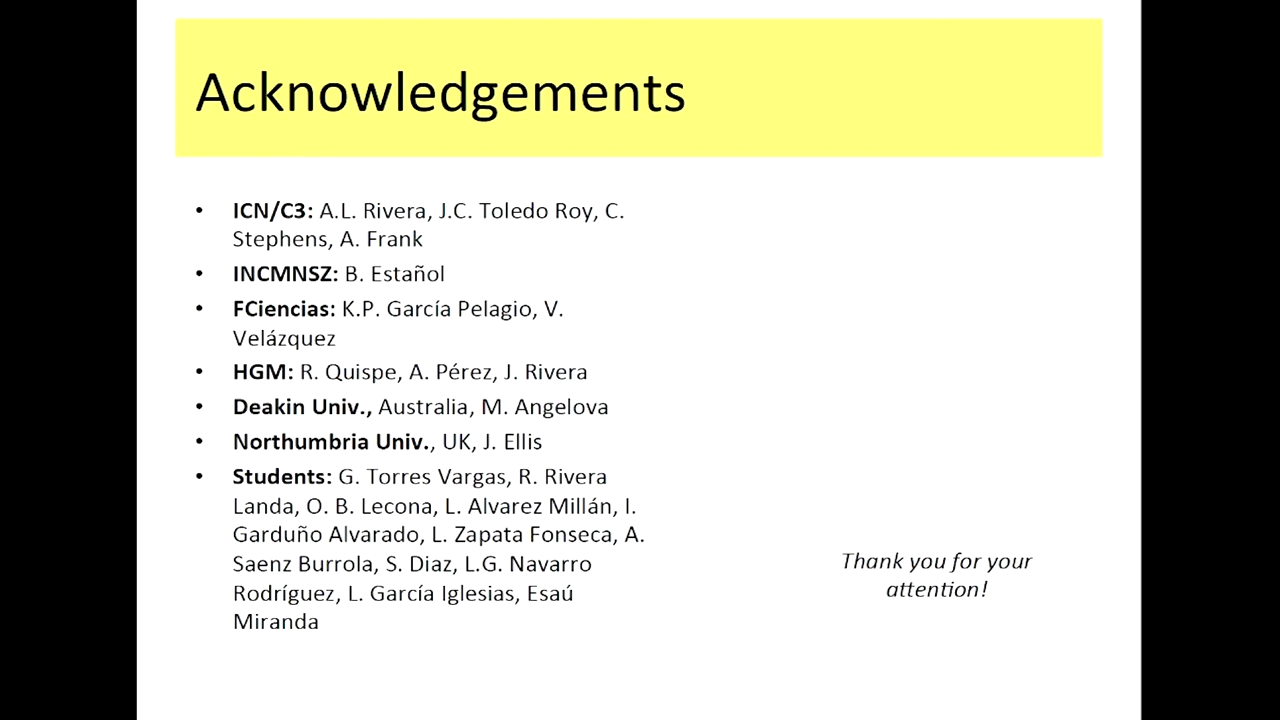 Acknowledgements
• ICN/C3: A.L. Rivera, J.C. Toledo Roy, C.
Stephens, A. Frank
• INCMNSZ: B. Estañol
• FCiencias: K.P. García Pelagio, V.
Velázquez
• HGM: R. Quispe, A. Pérez, J. Rivera
• Deakin Univ., Australia, M. Angelova
• Northumbria Univ., UK, J. Ellis
• Students: G. Torres Vargas, R. Rivera
Landa, O. B. Lecona, L. Alvarez Millán, I.
Garduño Alvarado, L. Zapata Fonseca, A.
Saenz Burrola, S. Diaz, L.G. Navarro
Rodríguez, L. García Iglesias, Esaú
Miranda
Thank you for your
attention!